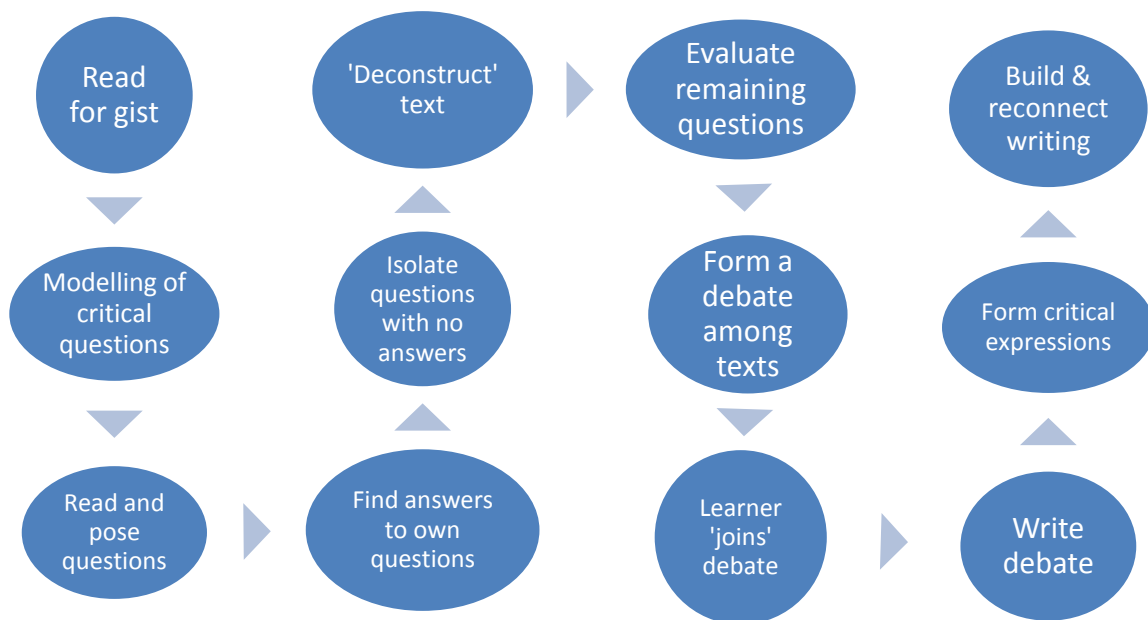 Read
for gist
Modelling of
critical
questions
Read and
pose
questions
Find answers
to own
questions
Isolate
questions
with no
answers
'Deconstruct'
text
Evaluate
remaining
questions
Form a
debate
among
texts
Learner
'joins'
debate
Write
debate
Form critical
expressions
Build &
reconnect
writing